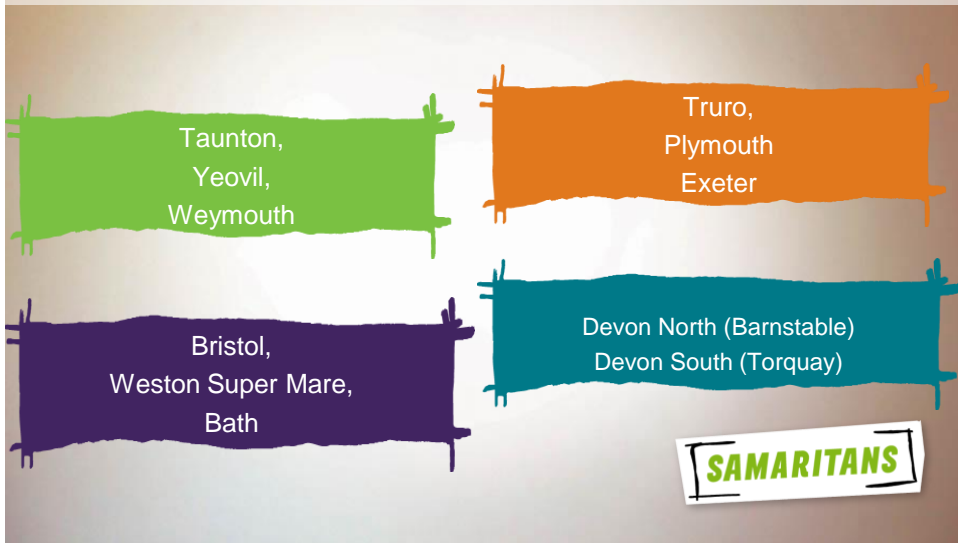 Taunton,
Yeovil,
Weymouth
Truro,
Plymouth
Exeter
Bristol,
Weston Super Mare,
Bath
Devon North (Barnstable)
Devon South (Torquay)
SAMARITANS